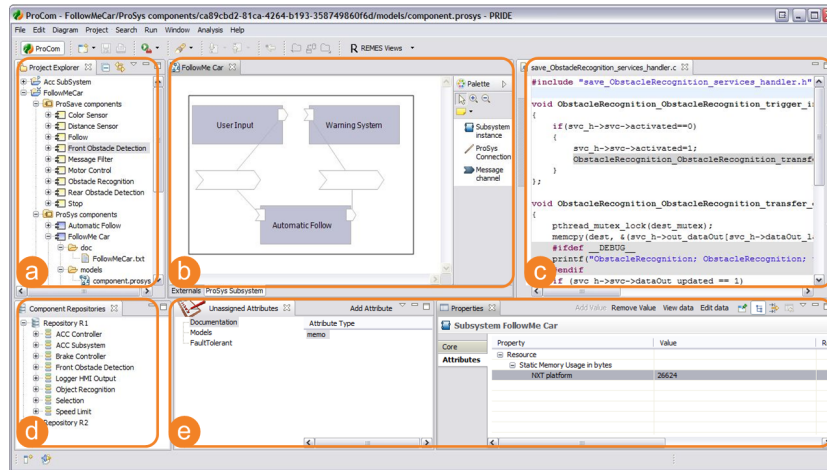 ProCom - FollowMeCar/ProSys components/ca89cbd2-81ca-4264-b193-358749860f6d/models/component.prosys - PRIDE
File Edit Diagram Project Search Run Window Analysis Help
ProCom
REMES Views
Project Explorer
Acc SubSystem
FollowMeCar
ProSave components
Color Sensor
Distance Sensor
Follow
Front Obstacle Detection
Message Filter
Motor Control
Obstacle Recognition
Rear Obstacle Detection
Stop
ProSys components
Automatic Follow
FollowMe Car
doc
FollowMeCar.txt
models
component.prosys
a
FollowMe Car
User Input
Warning System
Automatic Follow
Palette
Subsystem instance
ProSys Connection
Message channel
b
Externals ProSys Subsystem
save_ObstacleRecognition_services_handler.c
#include "save_ObstacleRecognition_services_handler.h"
void ObstacleRecognition_ObstacleRecognition_trigger_in
{
if(svc_h->svc->activated==0)
{
svc_h->svc->activated=1;
ObstacleRecognition_ObstacleRecognition_transfe
}
};
void ObstacleRecognition_ObstacleRecognition_transfer_d
{
pthread_mutex_lock(dest_mutex);
memcpy(dest, &(svc_h->out_dataOut[svc_h->dataOut_la
#ifdef __DEBUG__
printf("ObstacleRecognition; ObstacleRecognition;
#endif
if (svc_h->svc->dataOut updated == 1)
c
Component Repositories
Repository R1
ACC Controller
ACC Subsystem
Brake Controller
Front Obstacle Detection
Logger HMI Output
Object Recognition
Selection
Speed Limit
Repository R2
d
Unassigned Attributes
Add Attribute
Documentation
Models
FaultTolerant
Attribute Type
memo
e
Properties
Add Value Remove Value View data Edit data
Subsystem FollowMe Car
Core
Attributes
Property Value R
Resource
Static Memory Usage in bytes
NXT platform 26624